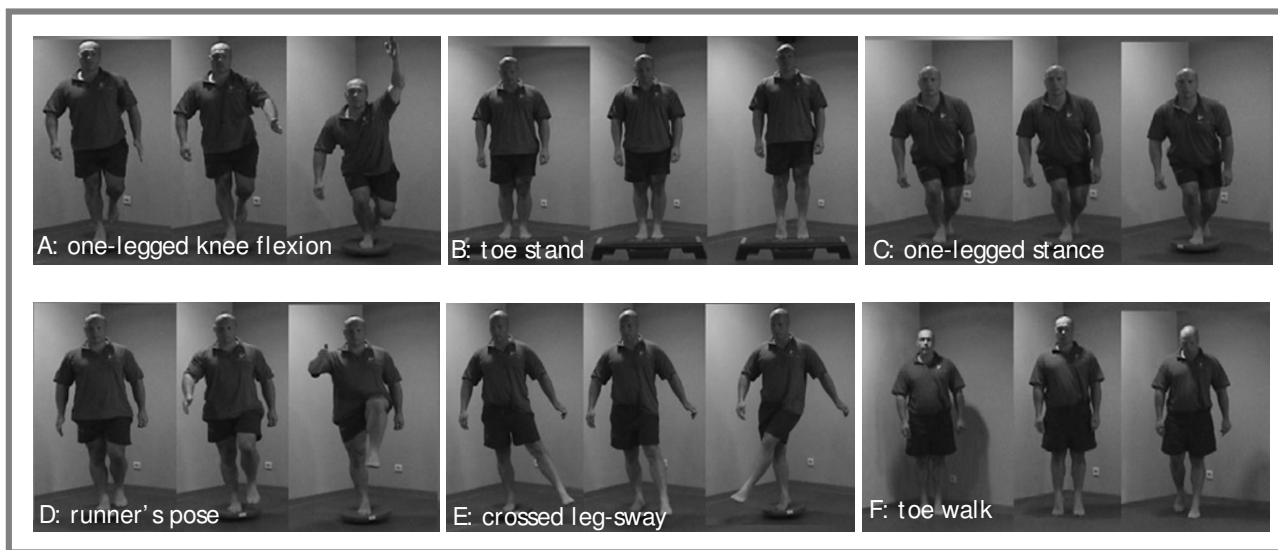 A: one-legged knee flexion
B: toe stand
C: one-legged stance
D: runner's pose
E: crossed leg-sway
F: toe walk